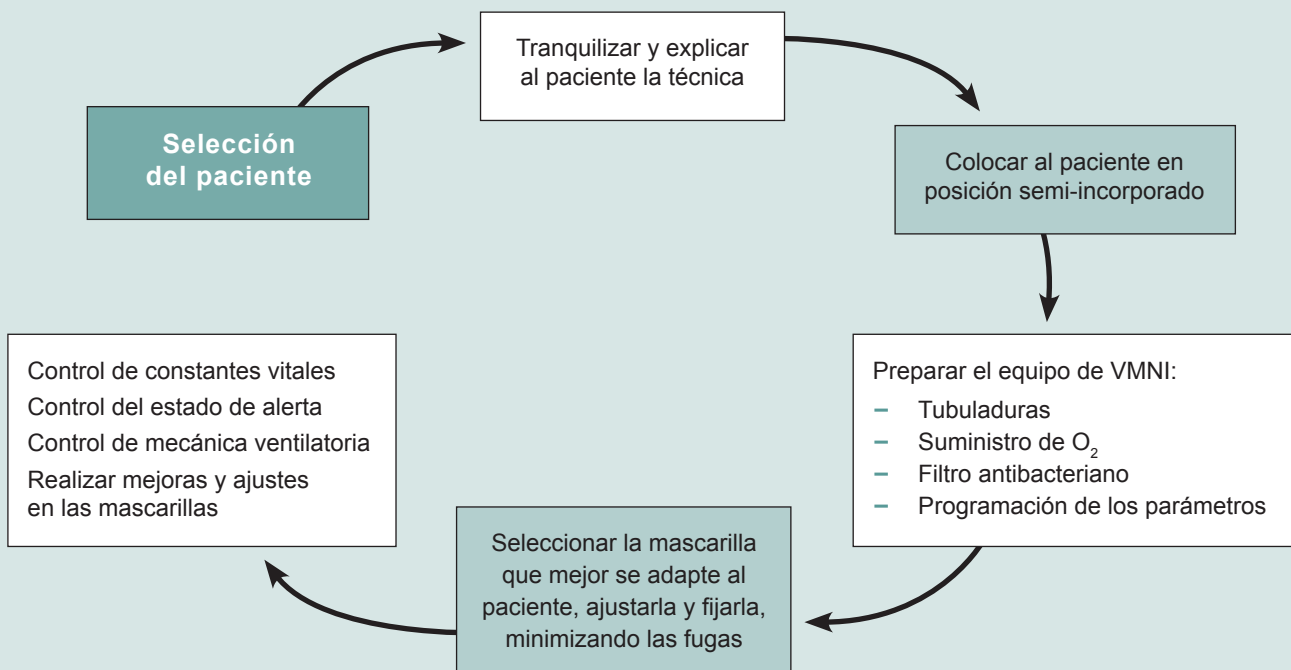 Selección
del paciente
Tranquilizar y explicar
al paciente la técnica
Colocar al paciente en
posición semi-incorporado
Preparar el equipo de VMNI:
– Tubuladuras
– Suministro de O₂
– Filtro antibacteriano
– Programación de los parámetros
Seleccionar la mascarilla
que mejor se adapte al
paciente, ajustarla y fijarla,
minimizando las fugas
Control de constantes vitales
Control del estado de alerta
Control de mecánica ventilatoria
Realizar mejoras y ajustes
en las mascarillas